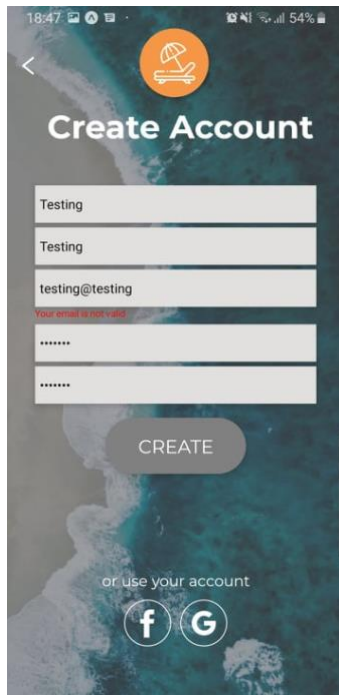 18:47 54%
Create Account
Testing
Testing
testing@testing
Your email is not valid
•••••••
•••••••
CREATE
or use your account
f G